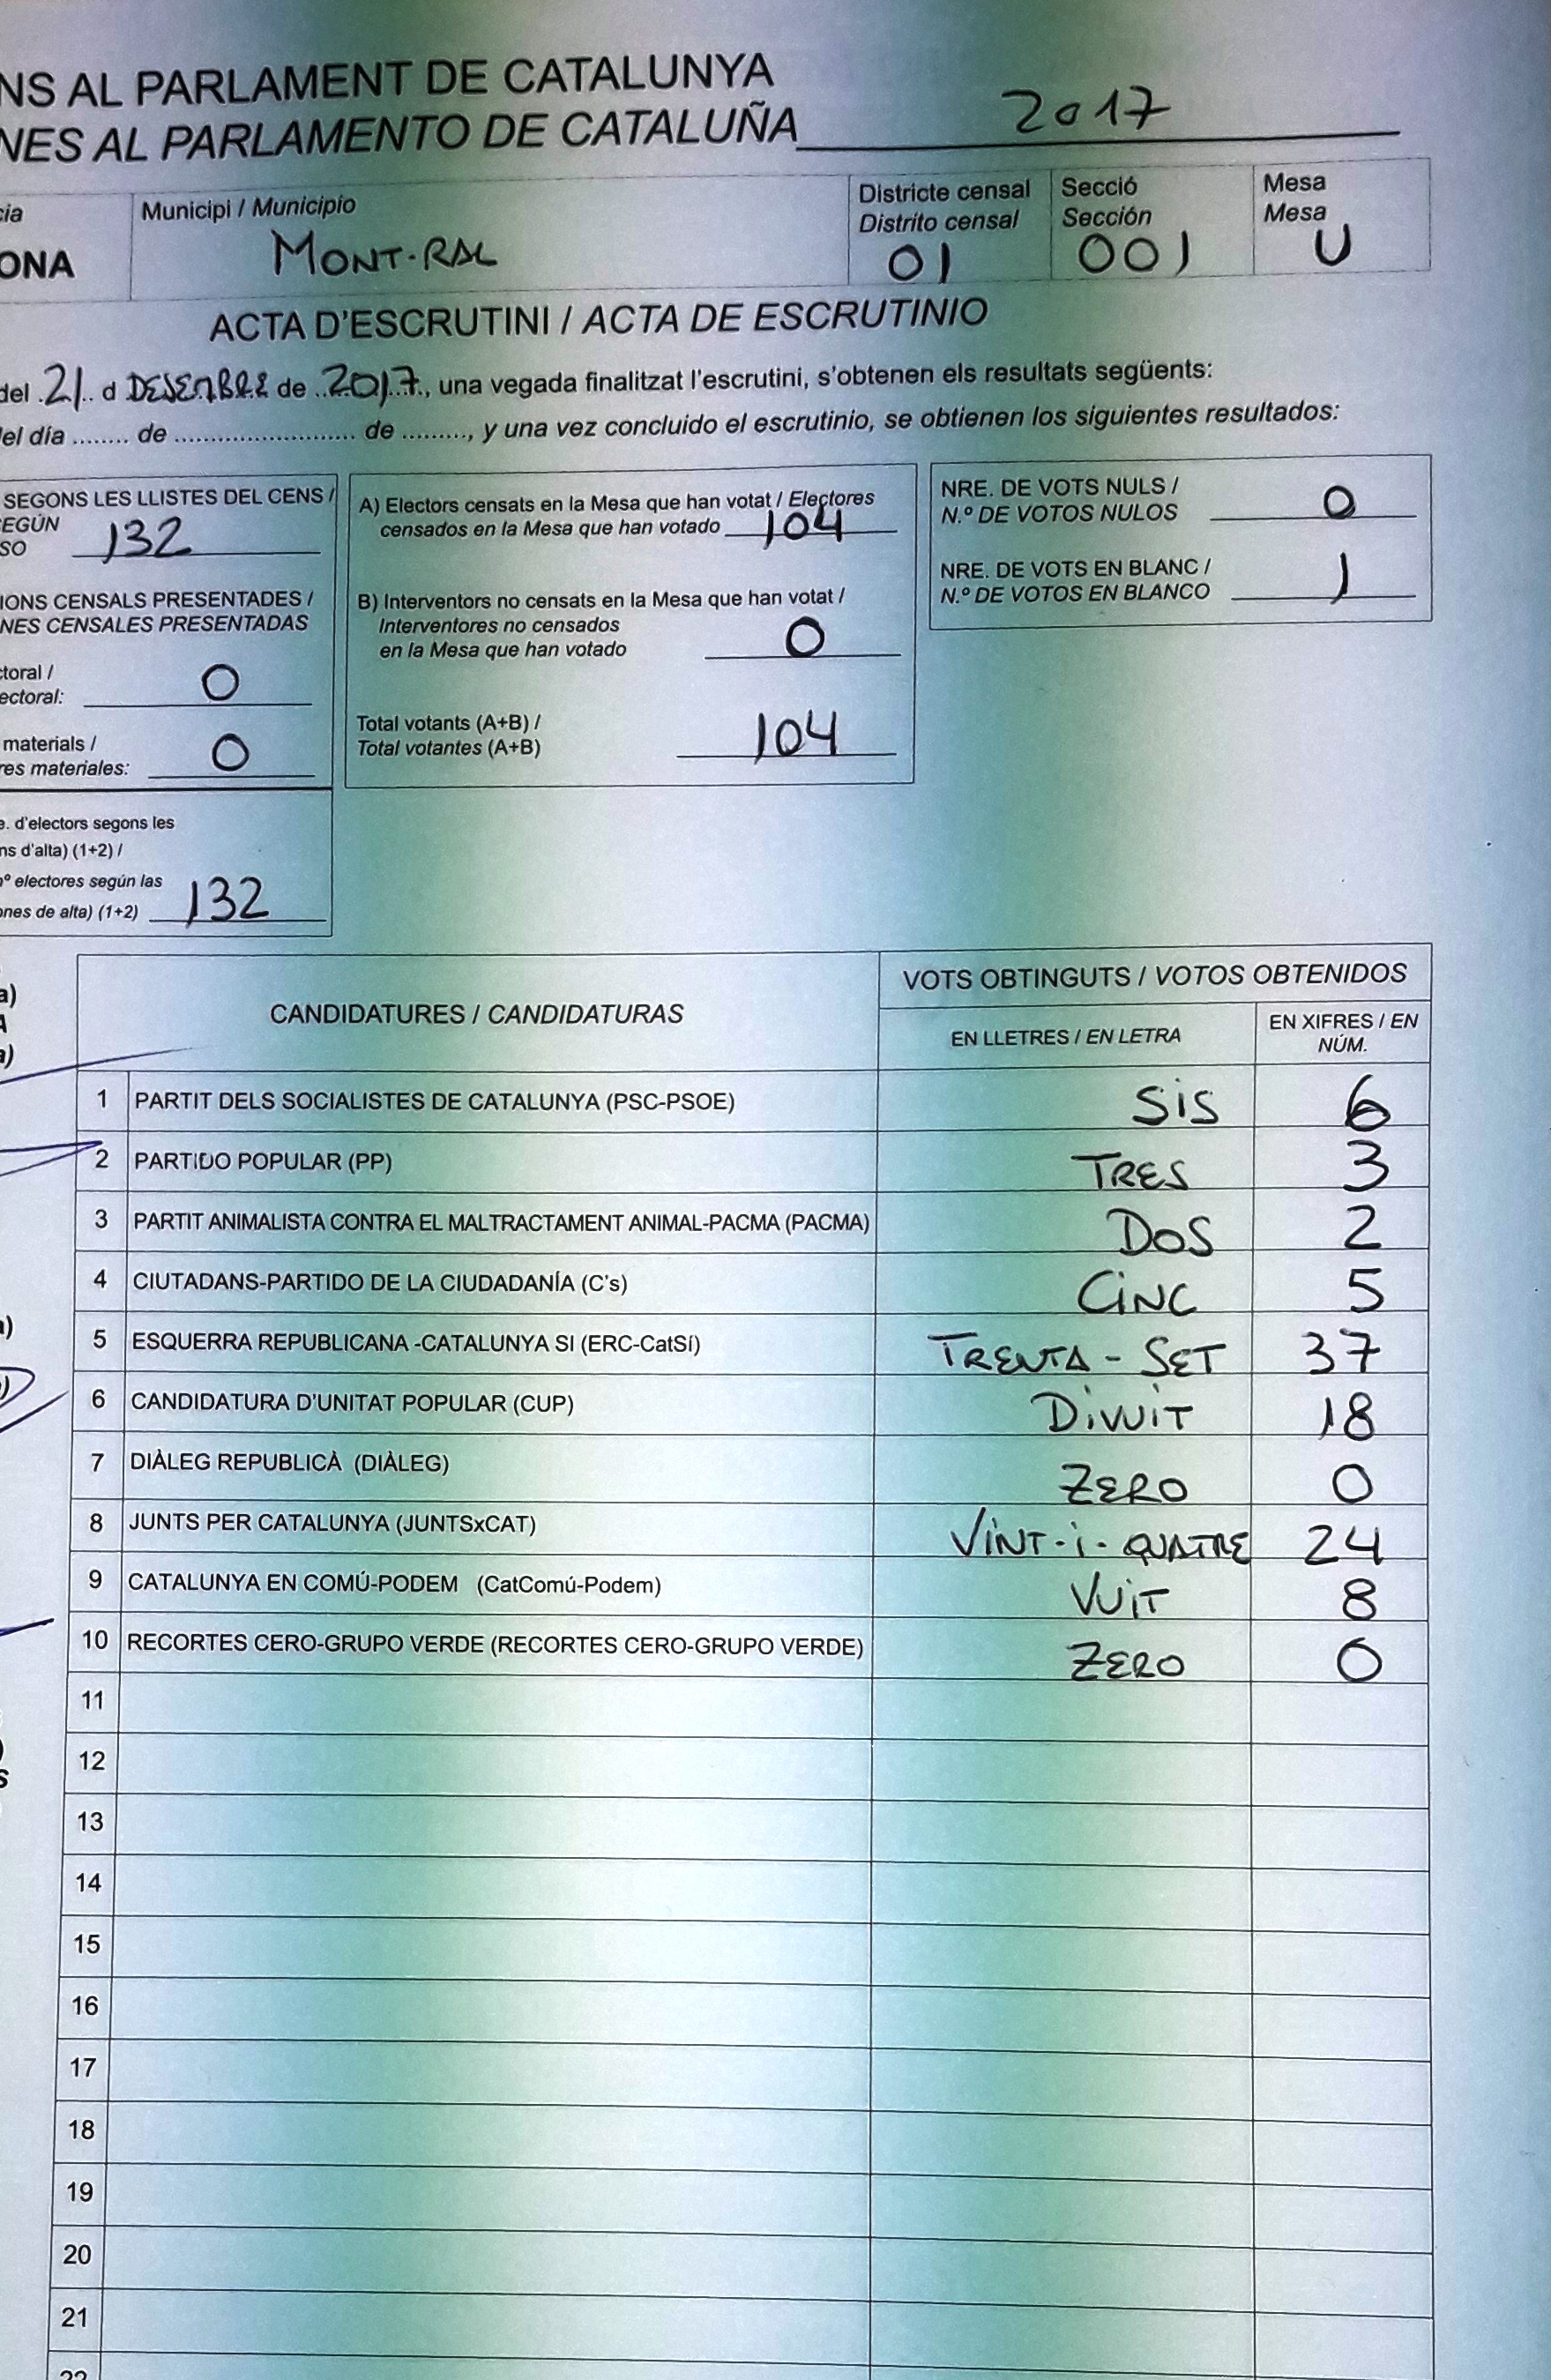 NS AL PARLAMENT DE CATALUNYA
NES AL PARLAMENTO DE CATALUÑA 2017
cia
ONA
Municipi / Municipio
MONT-RAL
Districte censal
Distrito censal
01
Secció
Sección
001
Mesa
Mesa
U
ACTA D'ESCRUTINI / ACTA DE ESCRUTINIO
del 21 d DESEMBRE de 2017, una vegada finalitzat l'escrutini, s'obtenen els resultats següents:
el día ........ de .......................... de ........., y una vez concluido el escrutinio, se obtienen los siguientes resultados:
SEGONS LES LLISTES DEL CENS /
EGÚN
SO 132
IONS CENSALS PRESENTADES /
NES CENSALES PRESENTADAS
ctoral /
ectoral: 0
materials /
res materiales: 0
e. d'electors segons les
ns d'alta) (1+2) /
nº electores según las
ones de alta) (1+2) 132
A) Electors censats en la Mesa que han votat / Electores
censados en la Mesa que han votado 104
B) Interventors no censats en la Mesa que han votat /
Interventores no censados
en la Mesa que han votado 0
Total votants (A+B) /
Total votantes (A+B) 104
NRE. DE VOTS NULS /
N.º DE VOTOS NULOS 0
NRE. DE VOTS EN BLANC /
N.º DE VOTOS EN BLANCO 1
a)
A
a)
CANDIDATURES / CANDIDATURAS
VOTS OBTINGUTS / VOTOS OBTENIDOS
EN LLETRES / EN LETRA
EN XIFRES / EN
NÚM.
1 PARTIT DELS SOCIALISTES DE CATALUNYA (PSC-PSOE) SiS 6
2 PARTIDO POPULAR (PP) TRES 3
3 PARTIT ANIMALISTA CONTRA EL MALTRACTAMENT ANIMAL-PACMA (PACMA) DOS 2
4 CIUTADANS-PARTIDO DE LA CIUDADANÍA (C's) CiNC 5
5 ESQUERRA REPUBLICANA -CATALUNYA SI (ERC-CatSí) TRENTA - SET 37
6 CANDIDATURA D'UNITAT POPULAR (CUP) DiVUiT 18
7 DIÀLEG REPUBLICÀ (DIÀLEG) ZERO 0
8 JUNTS PER CATALUNYA (JUNTSxCAT) ViNT-i-QUATRE 24
9 CATALUNYA EN COMÚ-PODEM (CatComú-Podem) VUiT 8
10 RECORTES CERO-GRUPO VERDE (RECORTES CERO-GRUPO VERDE) ZERO 0
11
12
13
14
15
16
17
18
19
20
21